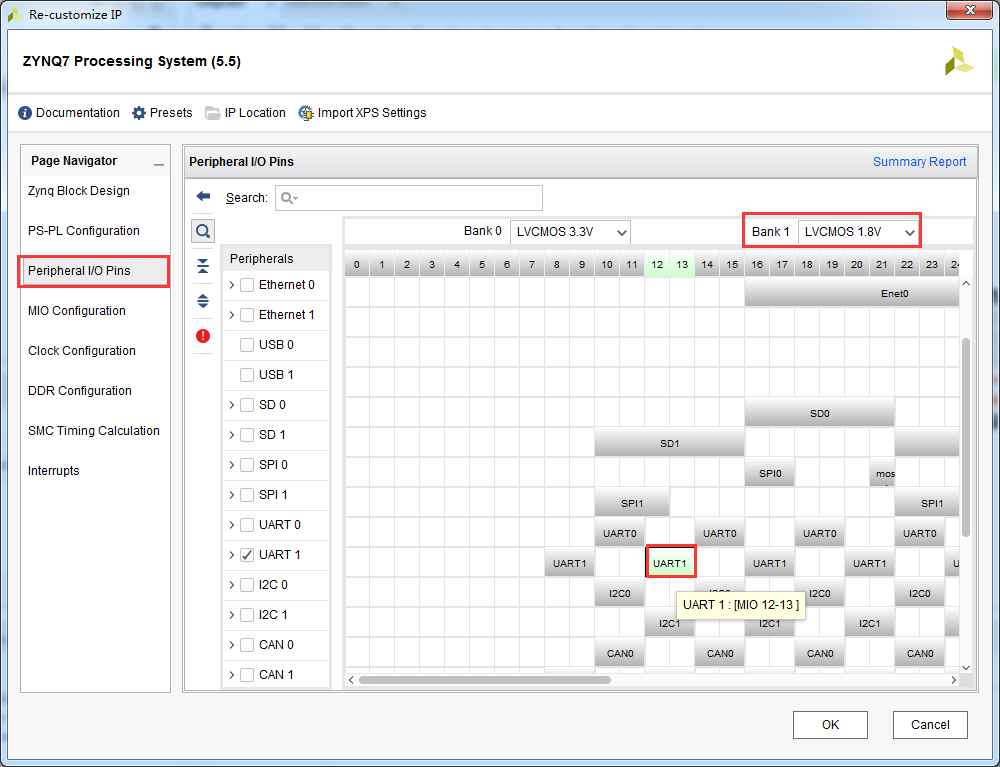 Re-customize IP
ZYNQ7 Processing System (5.5)
Documentation Presets IP Location Import XPS Settings
Page Navigator
Zynq Block Design
PS-PL Configuration
Peripheral I/O Pins
MIO Configuration
Clock Configuration
DDR Configuration
SMC Timing Calculation
Interrupts
Peripheral I/O Pins Summary Report
Search:
Bank 0 LVCMOS 3.3V Bank 1 LVCMOS 1.8V
Peripherals 0 1 2 3 4 5 6 7 8 9 10 11 12 13 14 15 16 17 18 19 20 21 22 23 24
Ethernet 0 Enet0
Ethernet 1
USB 0
USB 1
SD 0 SD0
SD 1 SD1
SPI 0 SPI0 mos
SPI 1 SPI1 SPI1
UART 0 UART0 UART0 UART0 UART0
UART 1 UART1 UART1 UART1 UART1 U
I2C 0 I2C0 I2C0 I2C0
UART 1 : [MIO 12-13 ]
I2C 1 I2C1 I2C1 I2C1
CAN 0 CAN0 CAN0 CAN0 CAN0
CAN 1
OK Cancel